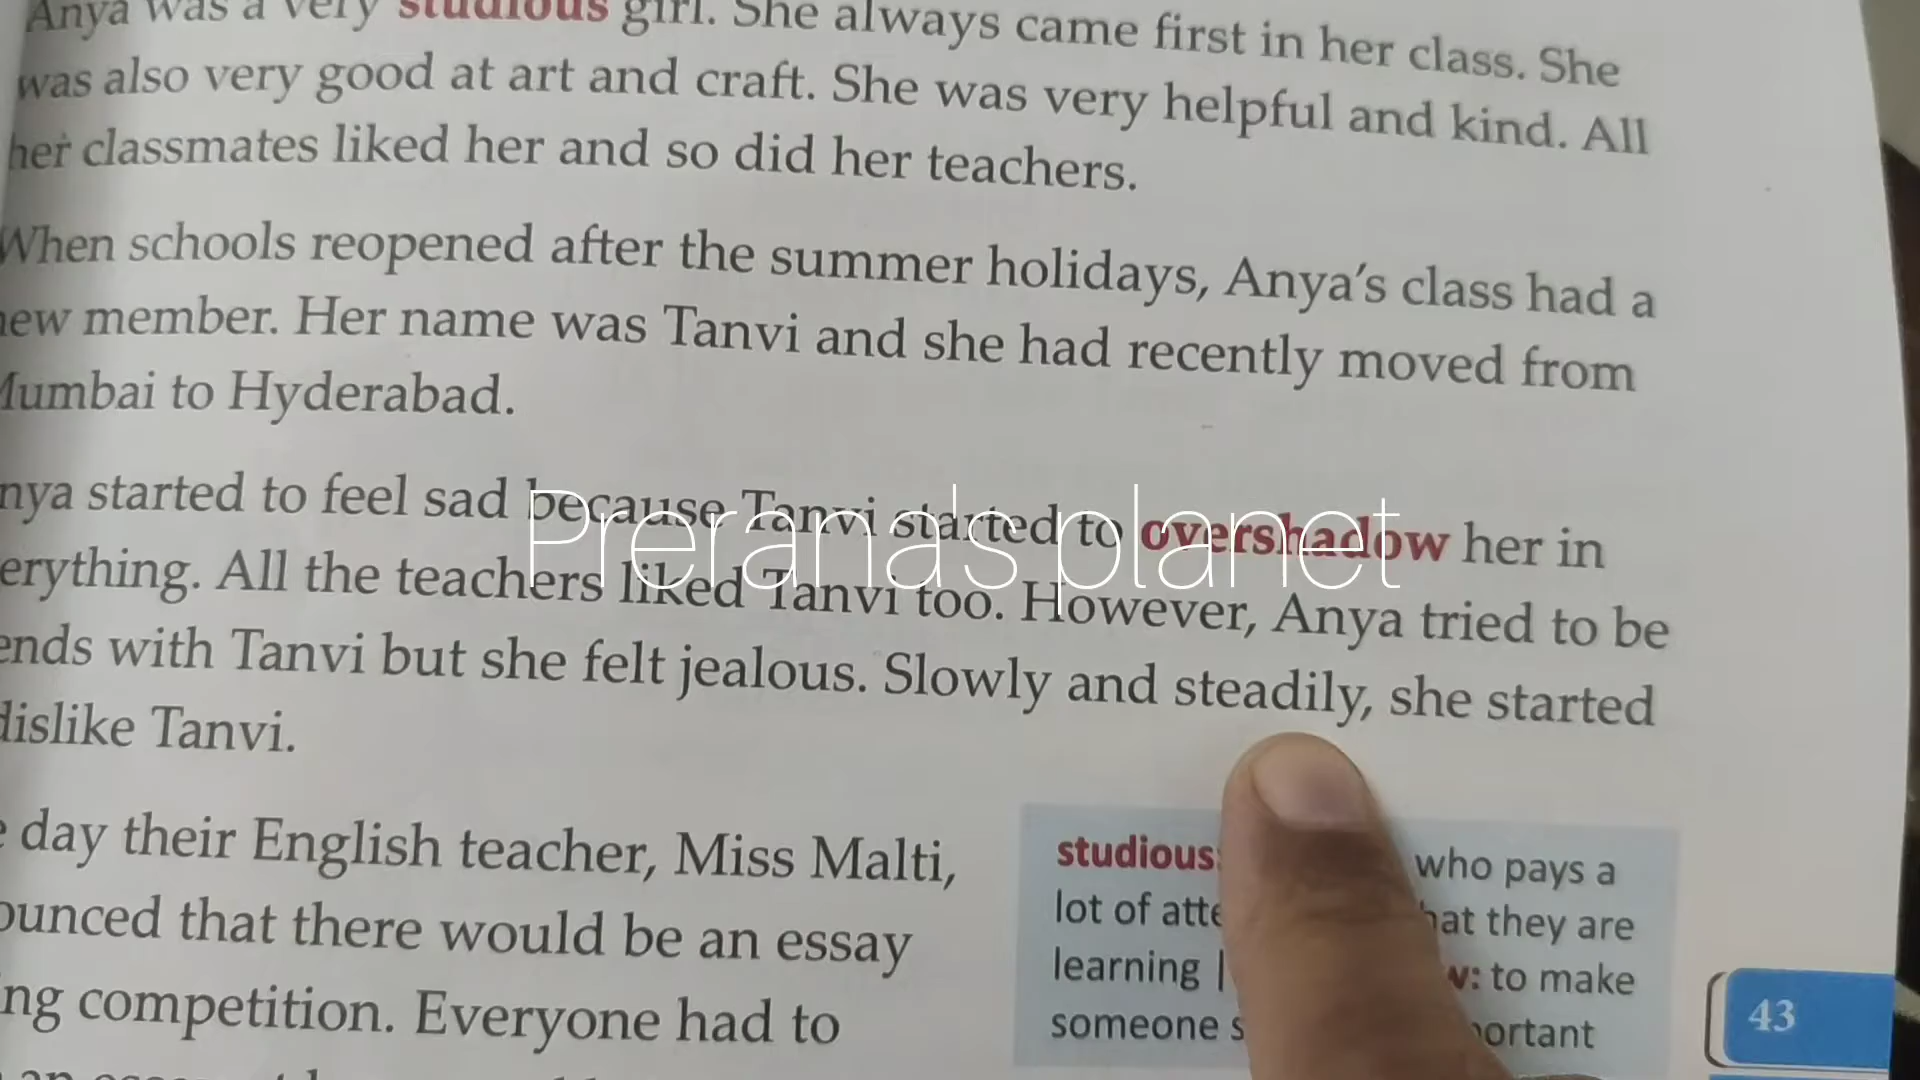 Anya was a very studious girl. She always came first in her class. She
was also very good at art and craft. She was very helpful and kind. All
her classmates liked her and so did her teachers.
When schools reopened after the summer holidays, Anya's class had a
new member. Her name was Tanvi and she had recently moved from
Mumbai to Hyderabad.
nya started to feel sad because Tanvi started to overshadow her in
erything. All the teachers liked Tanvi too. However, Anya tried to be
ends with Tanvi but she felt jealous. Slowly and steadily, she started
dislike Tanvi.
Prerana's planet
e day their English teacher, Miss Malti,
ounced that there would be an essay
ng competition. Everyone had to
studious: who pays a
lot of atte hat they are
learning | w: to make
someone s portant
43